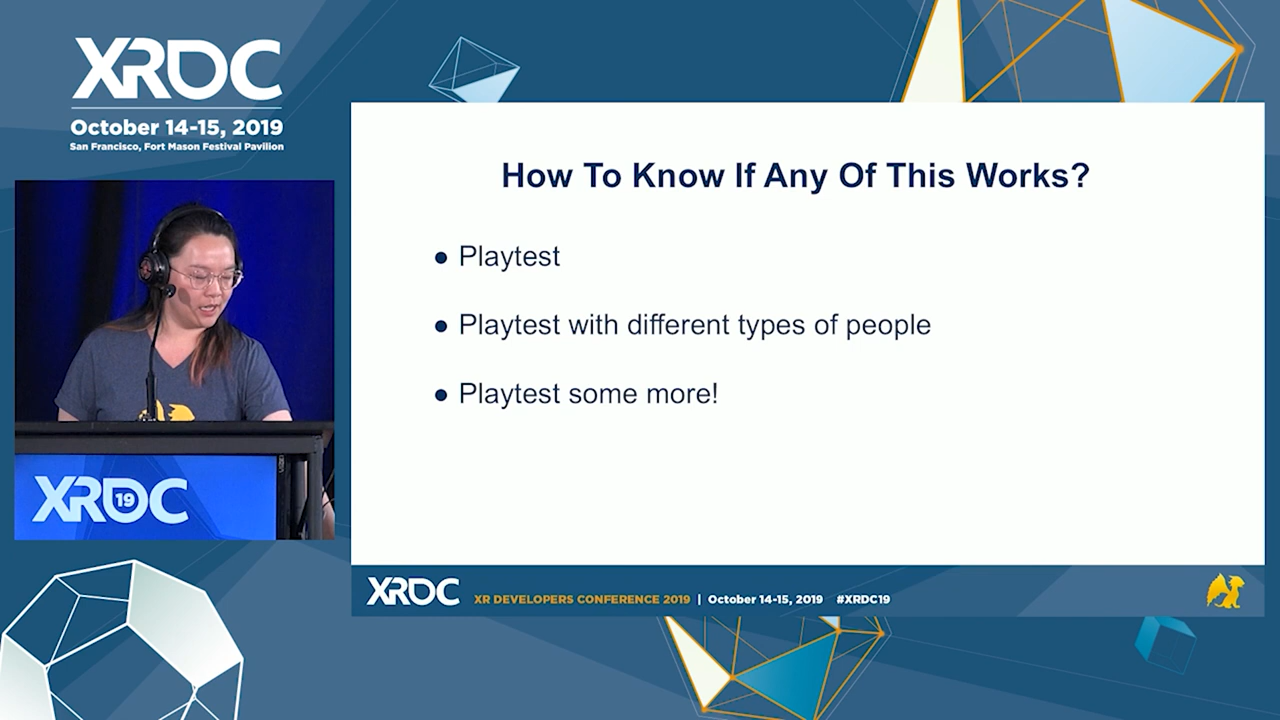 XRDC
October 14-15, 2019
San Francisco, Fort Mason Festival Pavilion
How To Know If Any Of This Works?
● Playtest
● Playtest with different types of people
● Playtest some more!
XRDC
19
XRDC XR DEVELOPERS CONFERENCE 2019 | October 14-15, 2019 #XRDC19